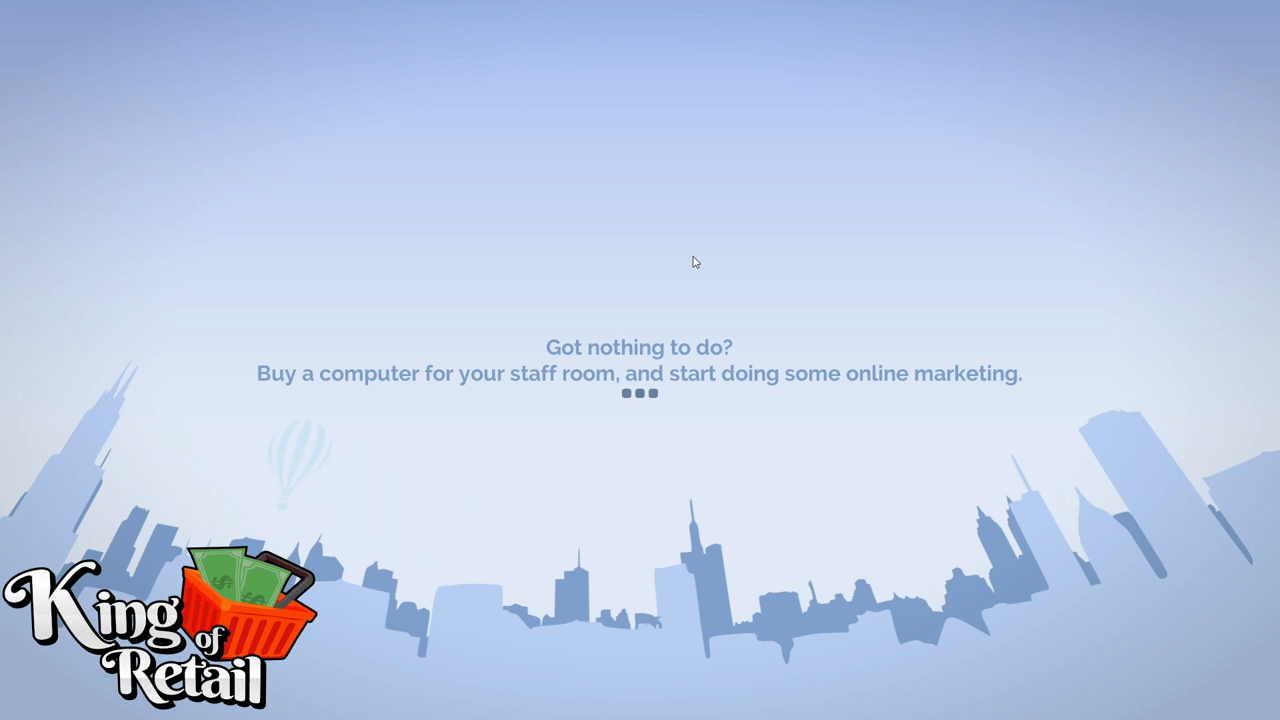 Got nothing to do?
Buy a computer for your staff room, and start doing some online marketing.
King
of
Retail